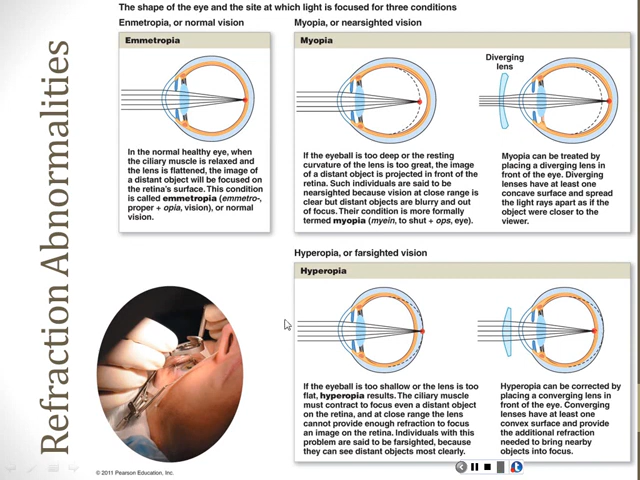 The shape of the eye and the site at which light is focused for three conditions
Enmetropia, or normal vision
Myopia, or nearsighted vision
Refraction Abnormalities
Emmetropia
In the normal healthy eye, when
the ciliary muscle is relaxed and
the lens is flattened, the image of
a distant object will be focused on
the retina's surface. This condition
is called emmetropia (emmetro-,
proper + opia, vision), or normal
vision.
Myopia
Diverging
lens
If the eyeball is too deep or the resting
curvature of the lens is too great, the image
of a distant object is projected in front of the
retina. Such individuals are said to be
nearsighted because vision at close range is
clear but distant objects are blurry and out
of focus. Their condition is more formally
termed myopia (myein, to shut + ops, eye).
Myopia can be treated by
placing a diverging lens in
front of the eye. Diverging
lenses have at least one
concave surface and spread
the light rays apart as if the
object were closer to the
viewer.
Hyperopia, or farsighted vision
Hyperopia
If the eyeball is too shallow or the lens is too
flat, hyperopia results. The ciliary muscle
must contract to focus even a distant object
on the retina, and at close range the lens
cannot provide enough refraction to focus
an image on the retina. Individuals with this
problem are said to be farsighted, because
they can see distant objects most clearly.
Hyperopia can be corrected by
placing a converging lens in
front of the eye. Converging
lenses have at least one
convex surface and provide
the additional refraction
needed to bring nearby
objects into focus.
© 2011 Pearson Education, Inc.